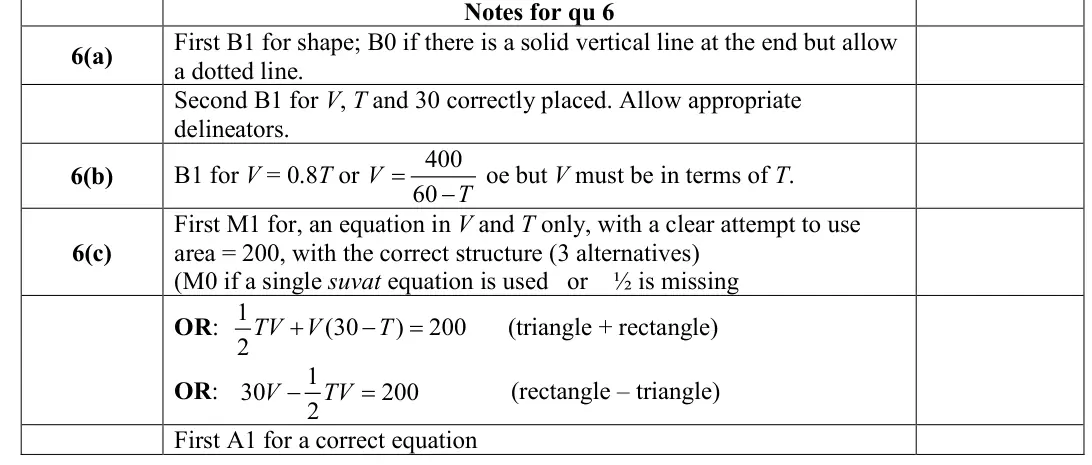 Notes for qu 6
6(a)
First B1 for shape; B0 if there is a solid vertical line at the end but allow
a dotted line.
Second B1 for V, T and 30 correctly placed. Allow appropriate
delineators.
6(b)
B1 for V = 0.8T or V = 400/(60 − T) oe but V must be in terms of T.
6(c)
First M1 for, an equation in V and T only, with a clear attempt to use
area = 200, with the correct structure (3 alternatives)
(M0 if a single suvat equation is used or ½ is missing
OR: 1/2 TV + V(30 − T) = 200 (triangle + rectangle)
OR: 30V − 1/2 TV = 200 (rectangle – triangle)
First A1 for a correct equation